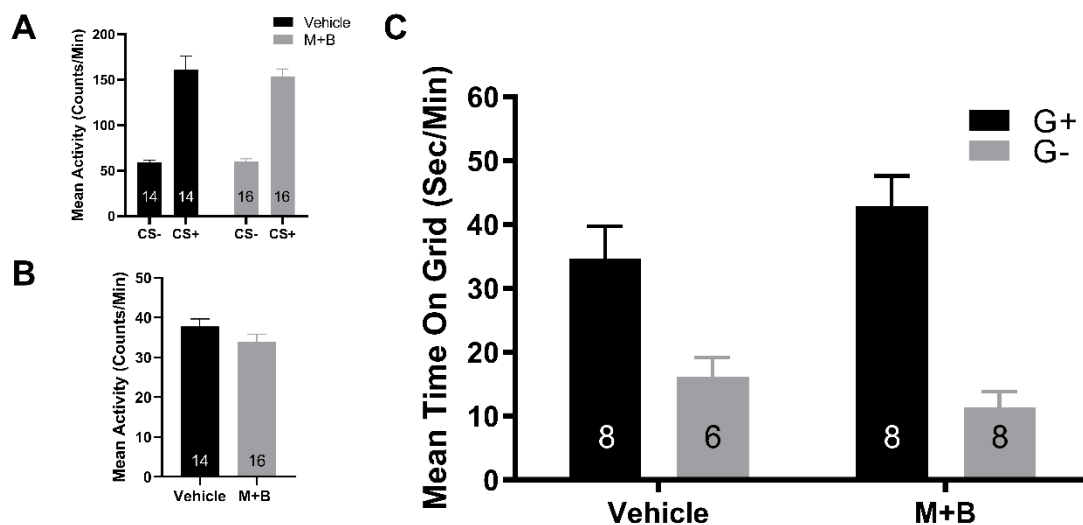 A
Mean Activity (Counts/Min)
200
150
100
50
0
Vehicle
M+B
14
14
16
16
CS-
CS+
CS-
CS+
B
Mean Activity (Counts/Min)
50
40
30
20
10
0
14
16
Vehicle
M+B
C
Mean Time On Grid (Sec/Min)
60
50
40
30
20
10
0
G+
G-
8
6
8
8
Vehicle
M+B